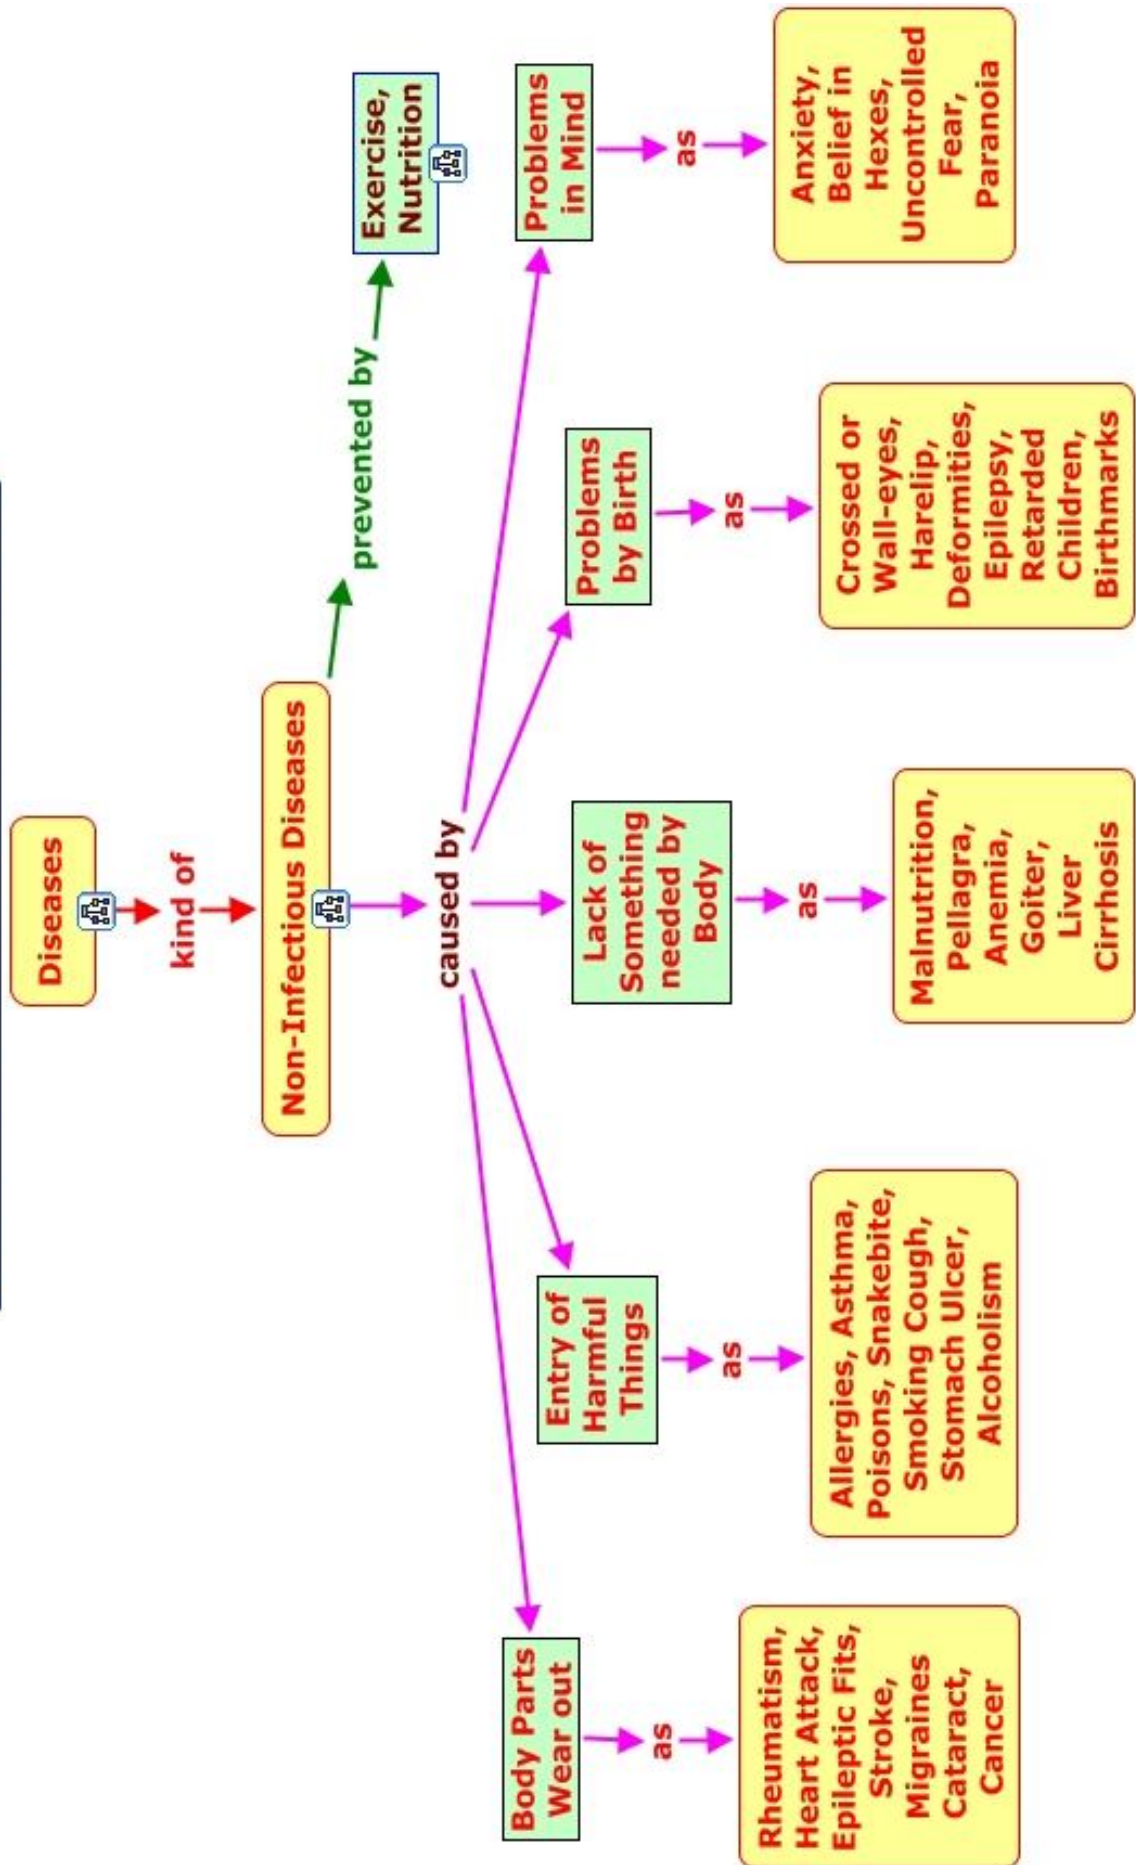 Diseases
kind of
Non-Infectious Diseases
prevented by
Exercise,
Nutrition
caused by
Body Parts
Wear out
as
Rheumatism,
Heart Attack,
Epileptic Fits,
Stroke,
Migraines
Cataract,
Cancer
Entry of
Harmful
Things
as
Allergies, Asthma,
Poisons, Snakebite,
Smoking Cough,
Stomach Ulcer,
Alcoholism
Lack of
Something
needed by
Body
as
Malnutrition,
Pellagra,
Anemia,
Goiter,
Liver
Cirrhosis
Problems
by Birth
as
Crossed or
Wall-eyes,
Harelip,
Deformities,
Epilepsy,
Retarded
Children,
Birthmarks
Problems
in Mind
as
Anxiety,
Belief in
Hexes,
Uncontrolled
Fear,
Paranoia